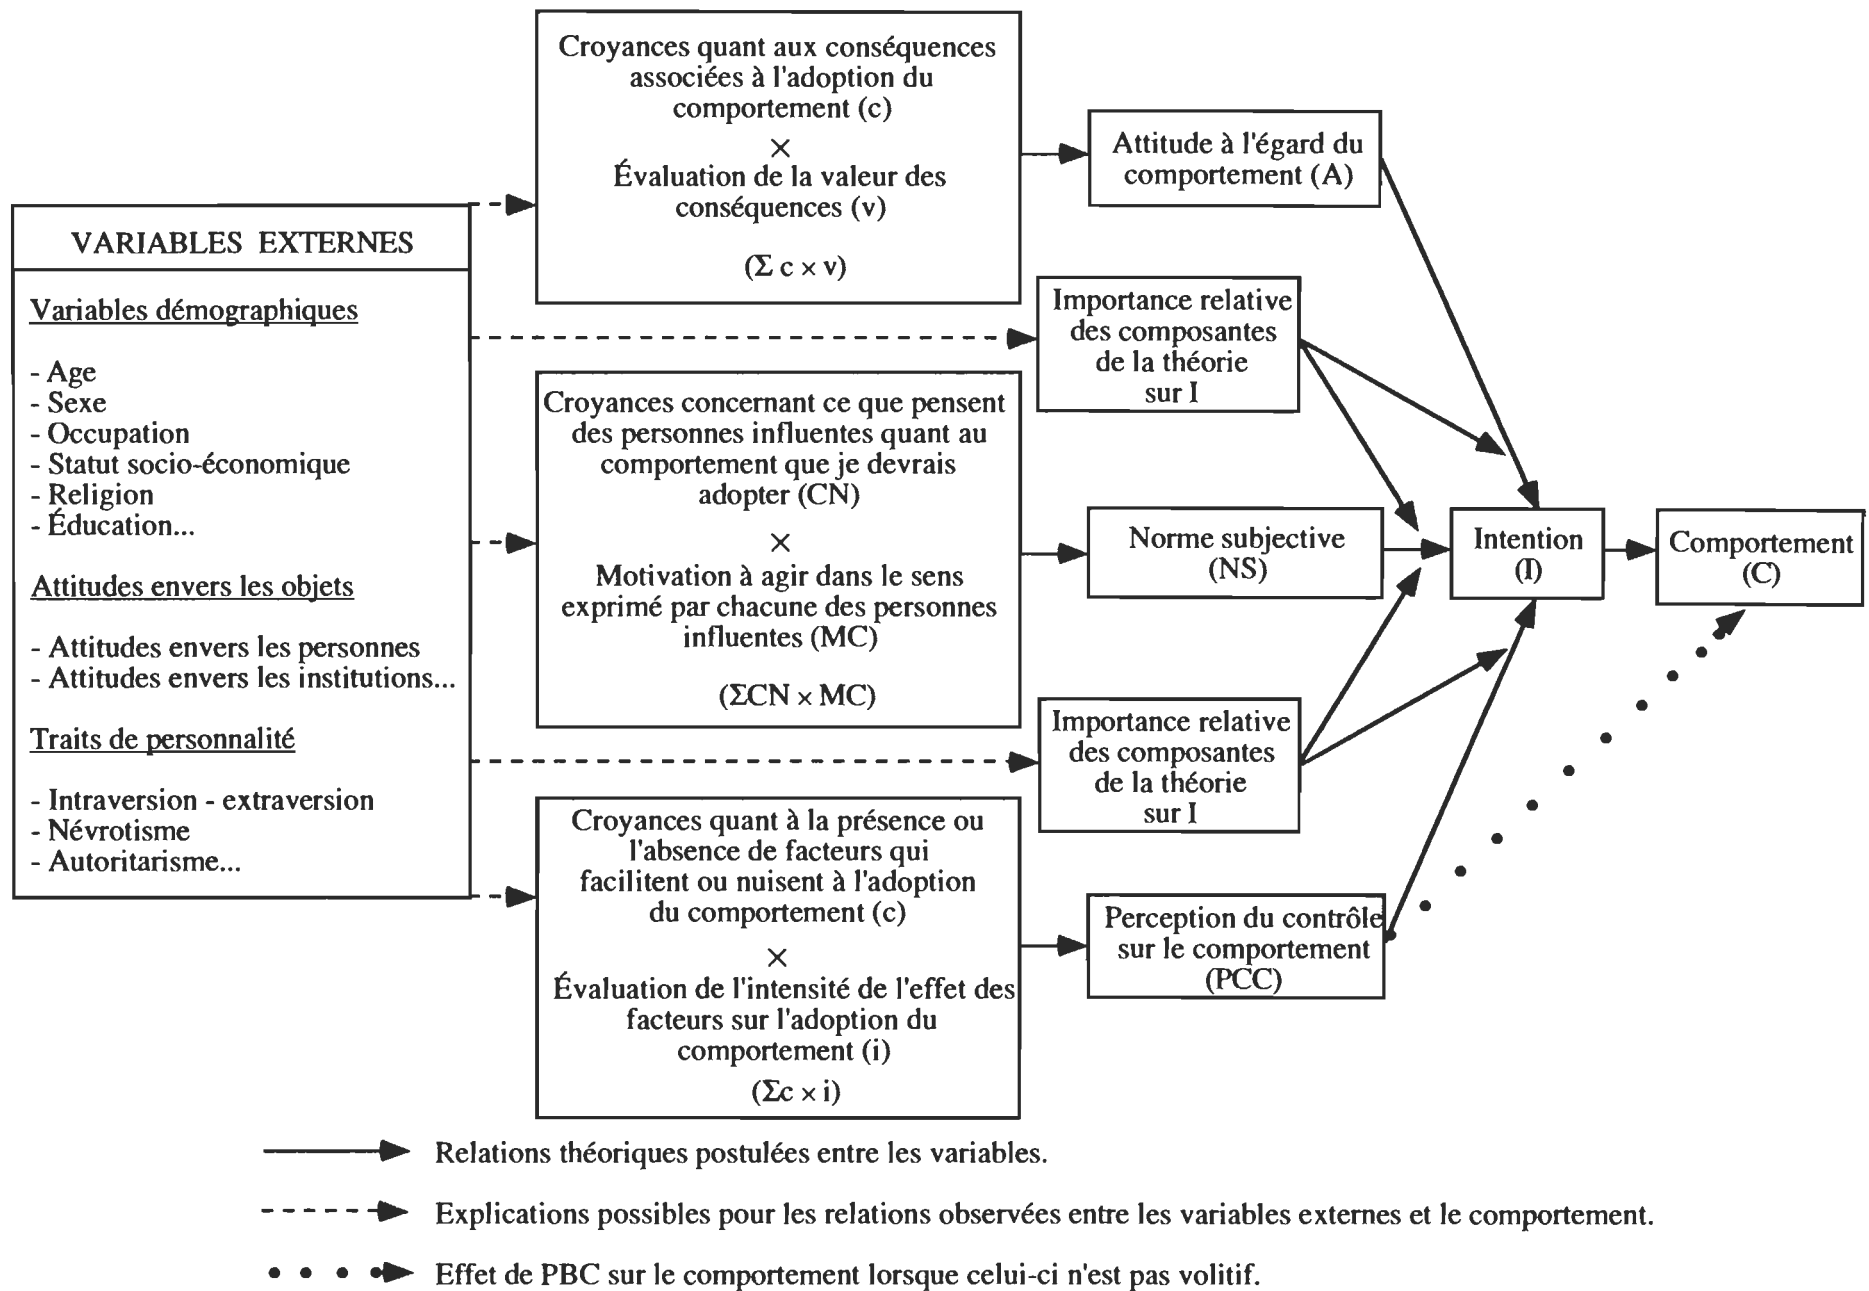 VARIABLES EXTERNES
Variables démographiques
- Age
- Sexe
- Occupation
- Statut socio-économique
- Religion
- Éducation...
Attitudes envers les objets
- Attitudes envers les personnes
- Attitudes envers les institutions...
Traits de personnalité
- Intraversion - extraversion
- Névrotisme
- Autoritarisme...
Croyances quant aux conséquences
associées à l'adoption du
comportement (c)
×
Évaluation de la valeur des
conséquences (v)
(Σ c × v)
Croyances concernant ce que pensent
des personnes influentes quant au
comportement que je devrais
adopter (CN)
×
Motivation à agir dans le sens
exprimé par chacune des personnes
influentes (MC)
(ΣCN × MC)
Croyances quant à la présence ou
l'absence de facteurs qui
facilitent ou nuisent à l'adoption
du comportement (c)
×
Évaluation de l'intensité de l'effet des
facteurs sur l'adoption du
comportement (i)
(Σc × i)
Attitude à l'égard du
comportement (A)
Importance relative
des composantes
de la théorie
sur I
Norme subjective
(NS)
Importance relative
des composantes
de la théorie
sur I
Perception du contrôle
sur le comportement
(PCC)
Intention
(I)
Comportement
(C)
Relations théoriques postulées entre les variables.
Explications possibles pour les relations observées entre les variables externes et le comportement.
Effet de PBC sur le comportement lorsque celui-ci n'est pas volitif.